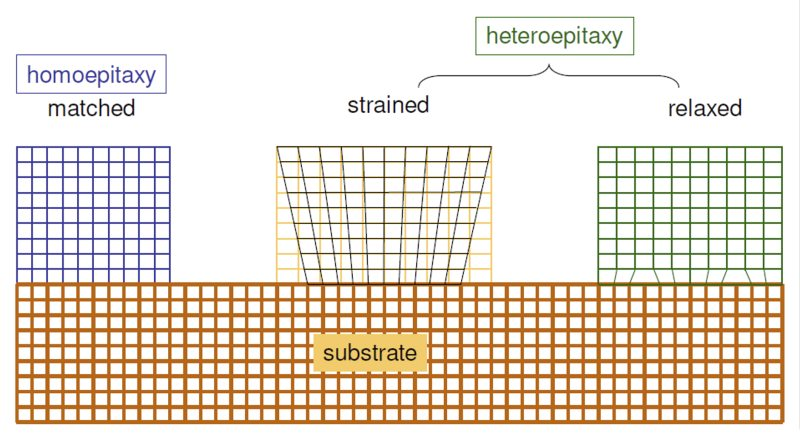 heteroepitaxy
homoepitaxy
matched
strained
relaxed
substrate